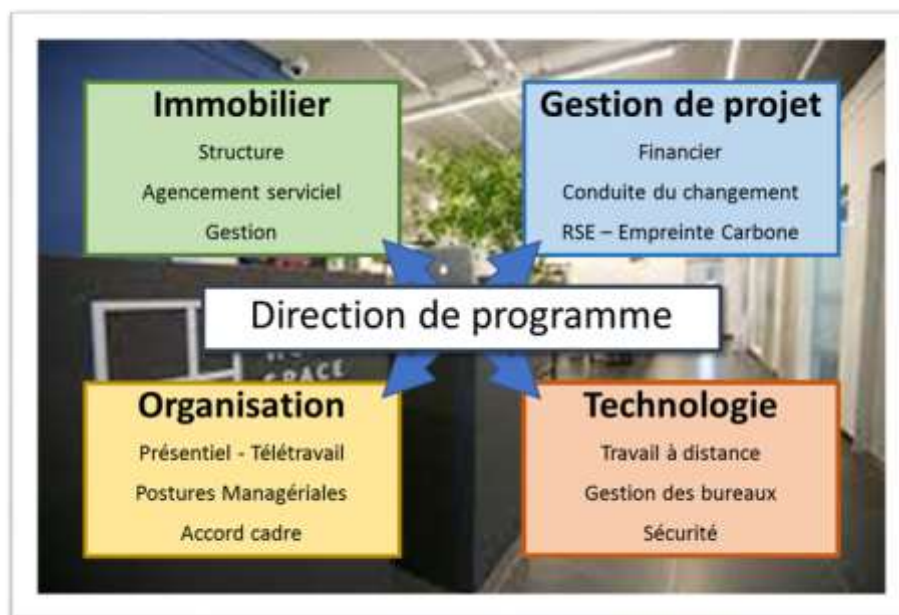 Immobilier
Structure
Agencement serviciel
Gestion
Gestion de projet
Financier
Conduite du changement
RSE – Empreinte Carbone
Direction de programme
SPACE
Organisation
Présentiel - Télétravail
Postures Managériales
Accord cadre
Technologie
Travail à distance
Gestion des bureaux
Sécurité